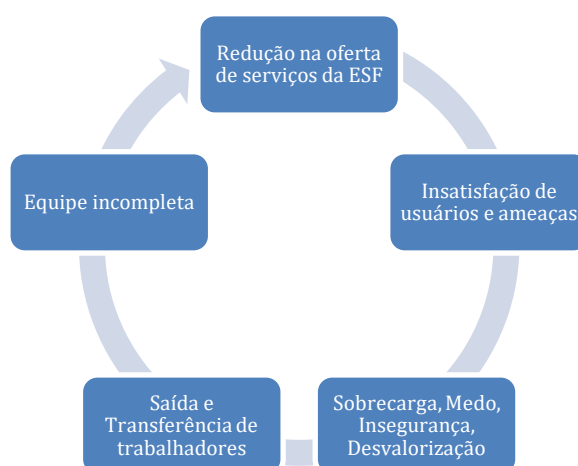 Redução na oferta
de serviços da ESF
Insatisfação de
usuários e ameaças
Sobrecarga, Medo,
Insegurança,
Desvalorização
Saída e
Transferência de
trabalhadores
Equipe incompleta